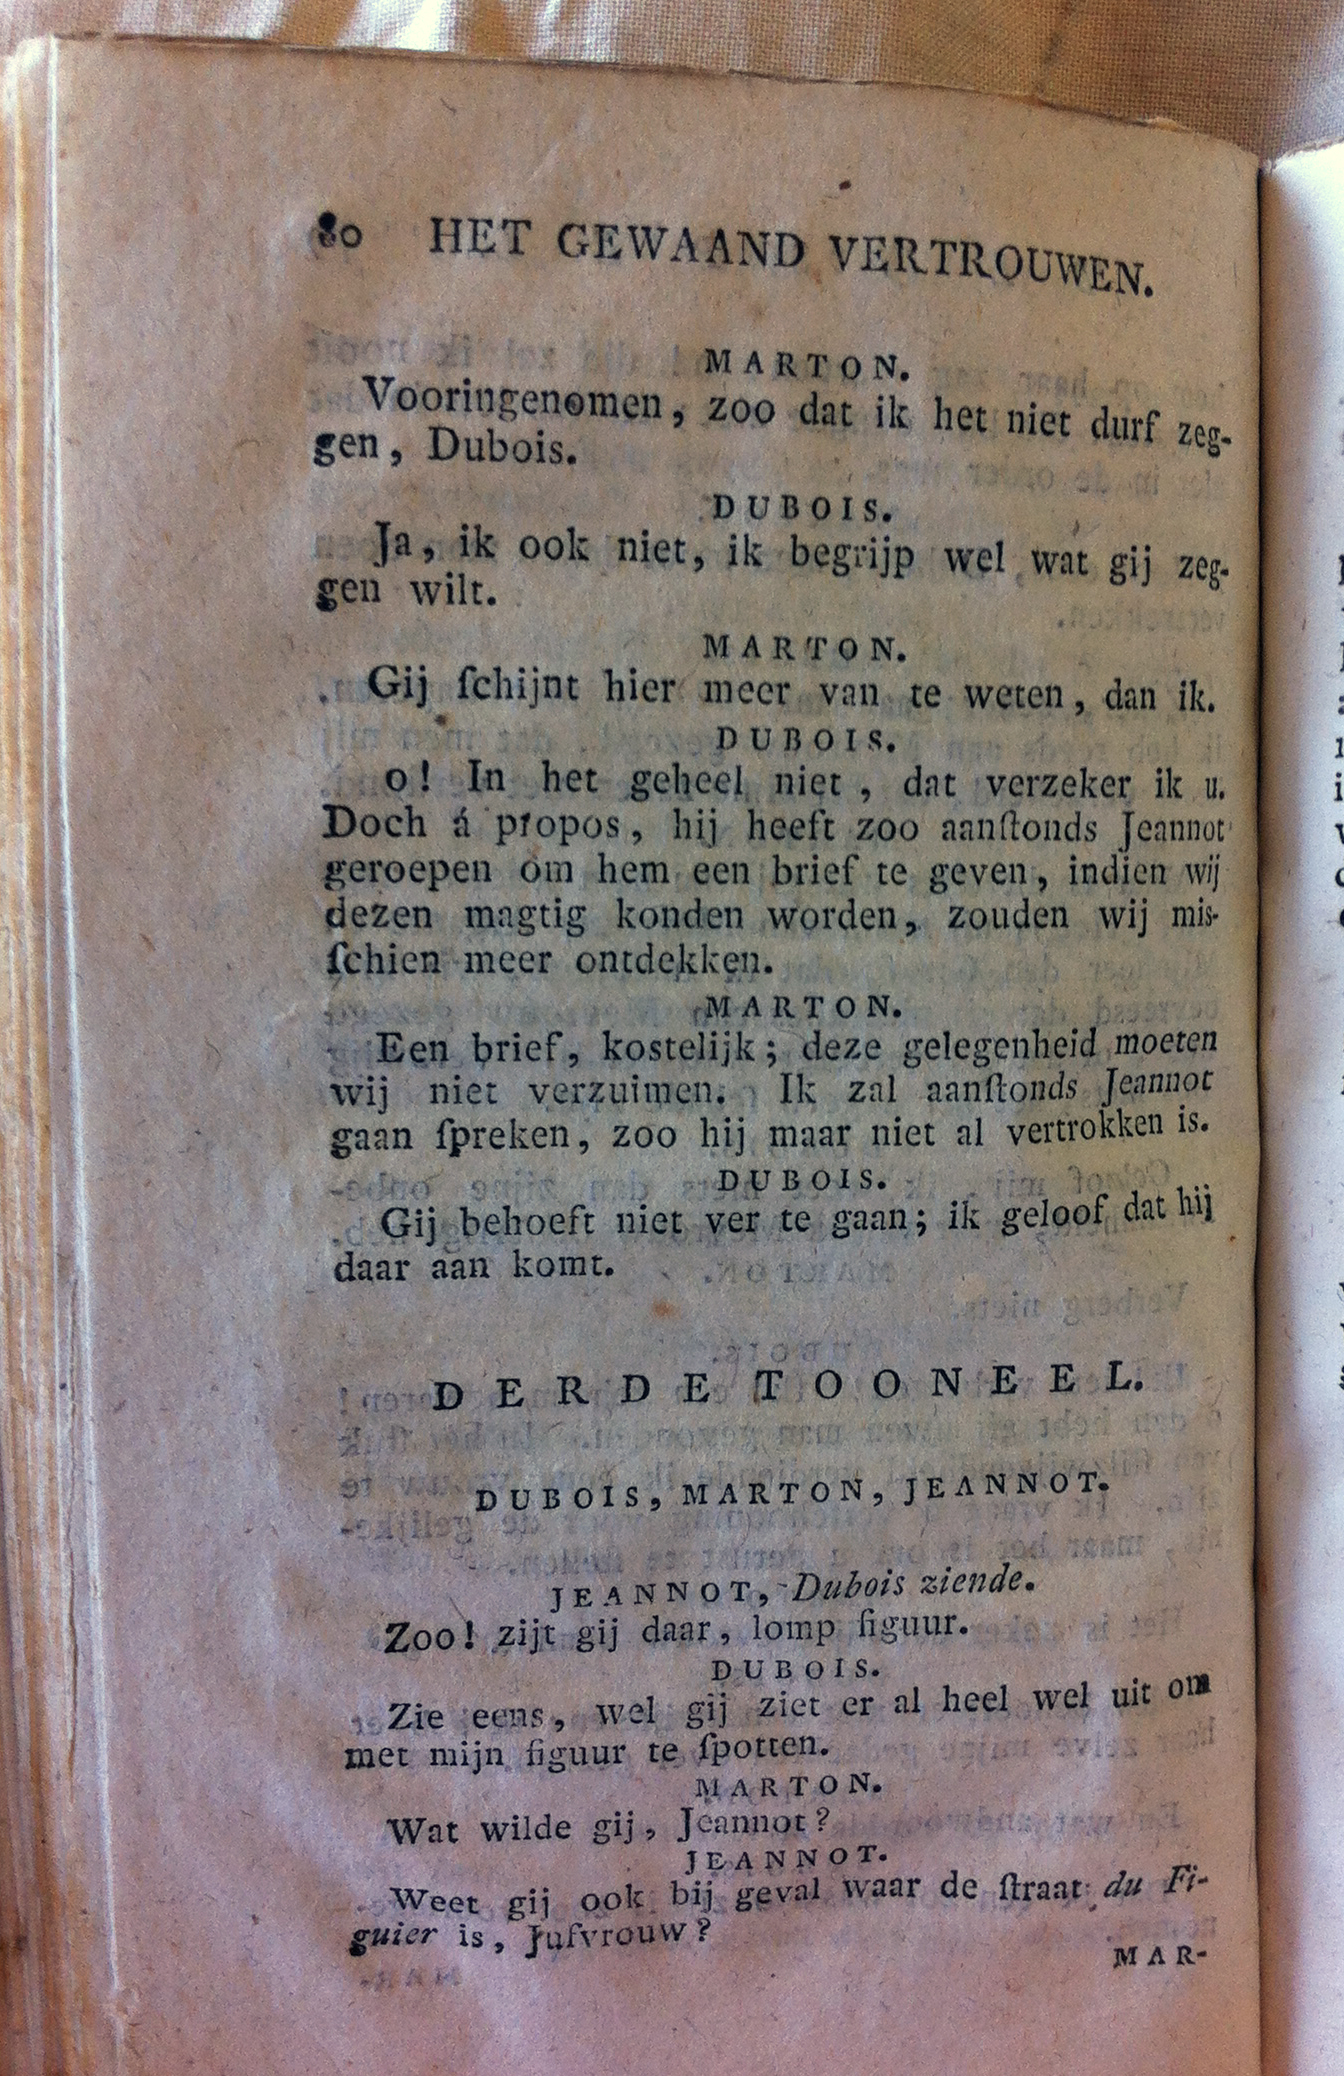 80 HET GEWAAND VERTROUWEN.
MARTON.
Vooringenomen, zoo dat ik het niet durf zeg-
gen, Dubois.
DUBOIS.
Ja, ik ook niet, ik begrijp wel wat gij zeg-
gen wilt.
MARTON.
Gij ſchijnt hier meer van te weten, dan ik.
DUBOIS.
o! In het geheel niet, dat verzeker ik u.
Doch á propos, hij heeft zoo aanſtonds Jeannot
geroepen om hem een brief te geven, indien wij
dezen magtig konden worden, zouden wij mis-
ſchien meer ontdekken.
MARTON.
Een brief, kostelijk; deze gelegenheid moeten
wij niet verzuimen. Ik zal aanſtonds Jeannot
gaan ſpreken, zoo hij maar niet al vertrokken is.
DUBOIS.
Gij behoeft niet ver te gaan; ik geloof dat hij
daar aan komt.
DERDE TOONEEL.
DUBOIS, MARTON, JEANNOT.
JEANNOT, Dubois ziende.
Zoo! zijt gij daar, lomp figuur.
DUBOIS.
Zie eens, wel gij ziet er al heel wel uit om
met mijn figuur te ſpotten.
MARTON.
Wat wilde gij, Jeannot?
JEANNOT.
Weet gij ook bij geval waar de ſtraat du Fi-
guier is, Jufvrouw?
MAR-